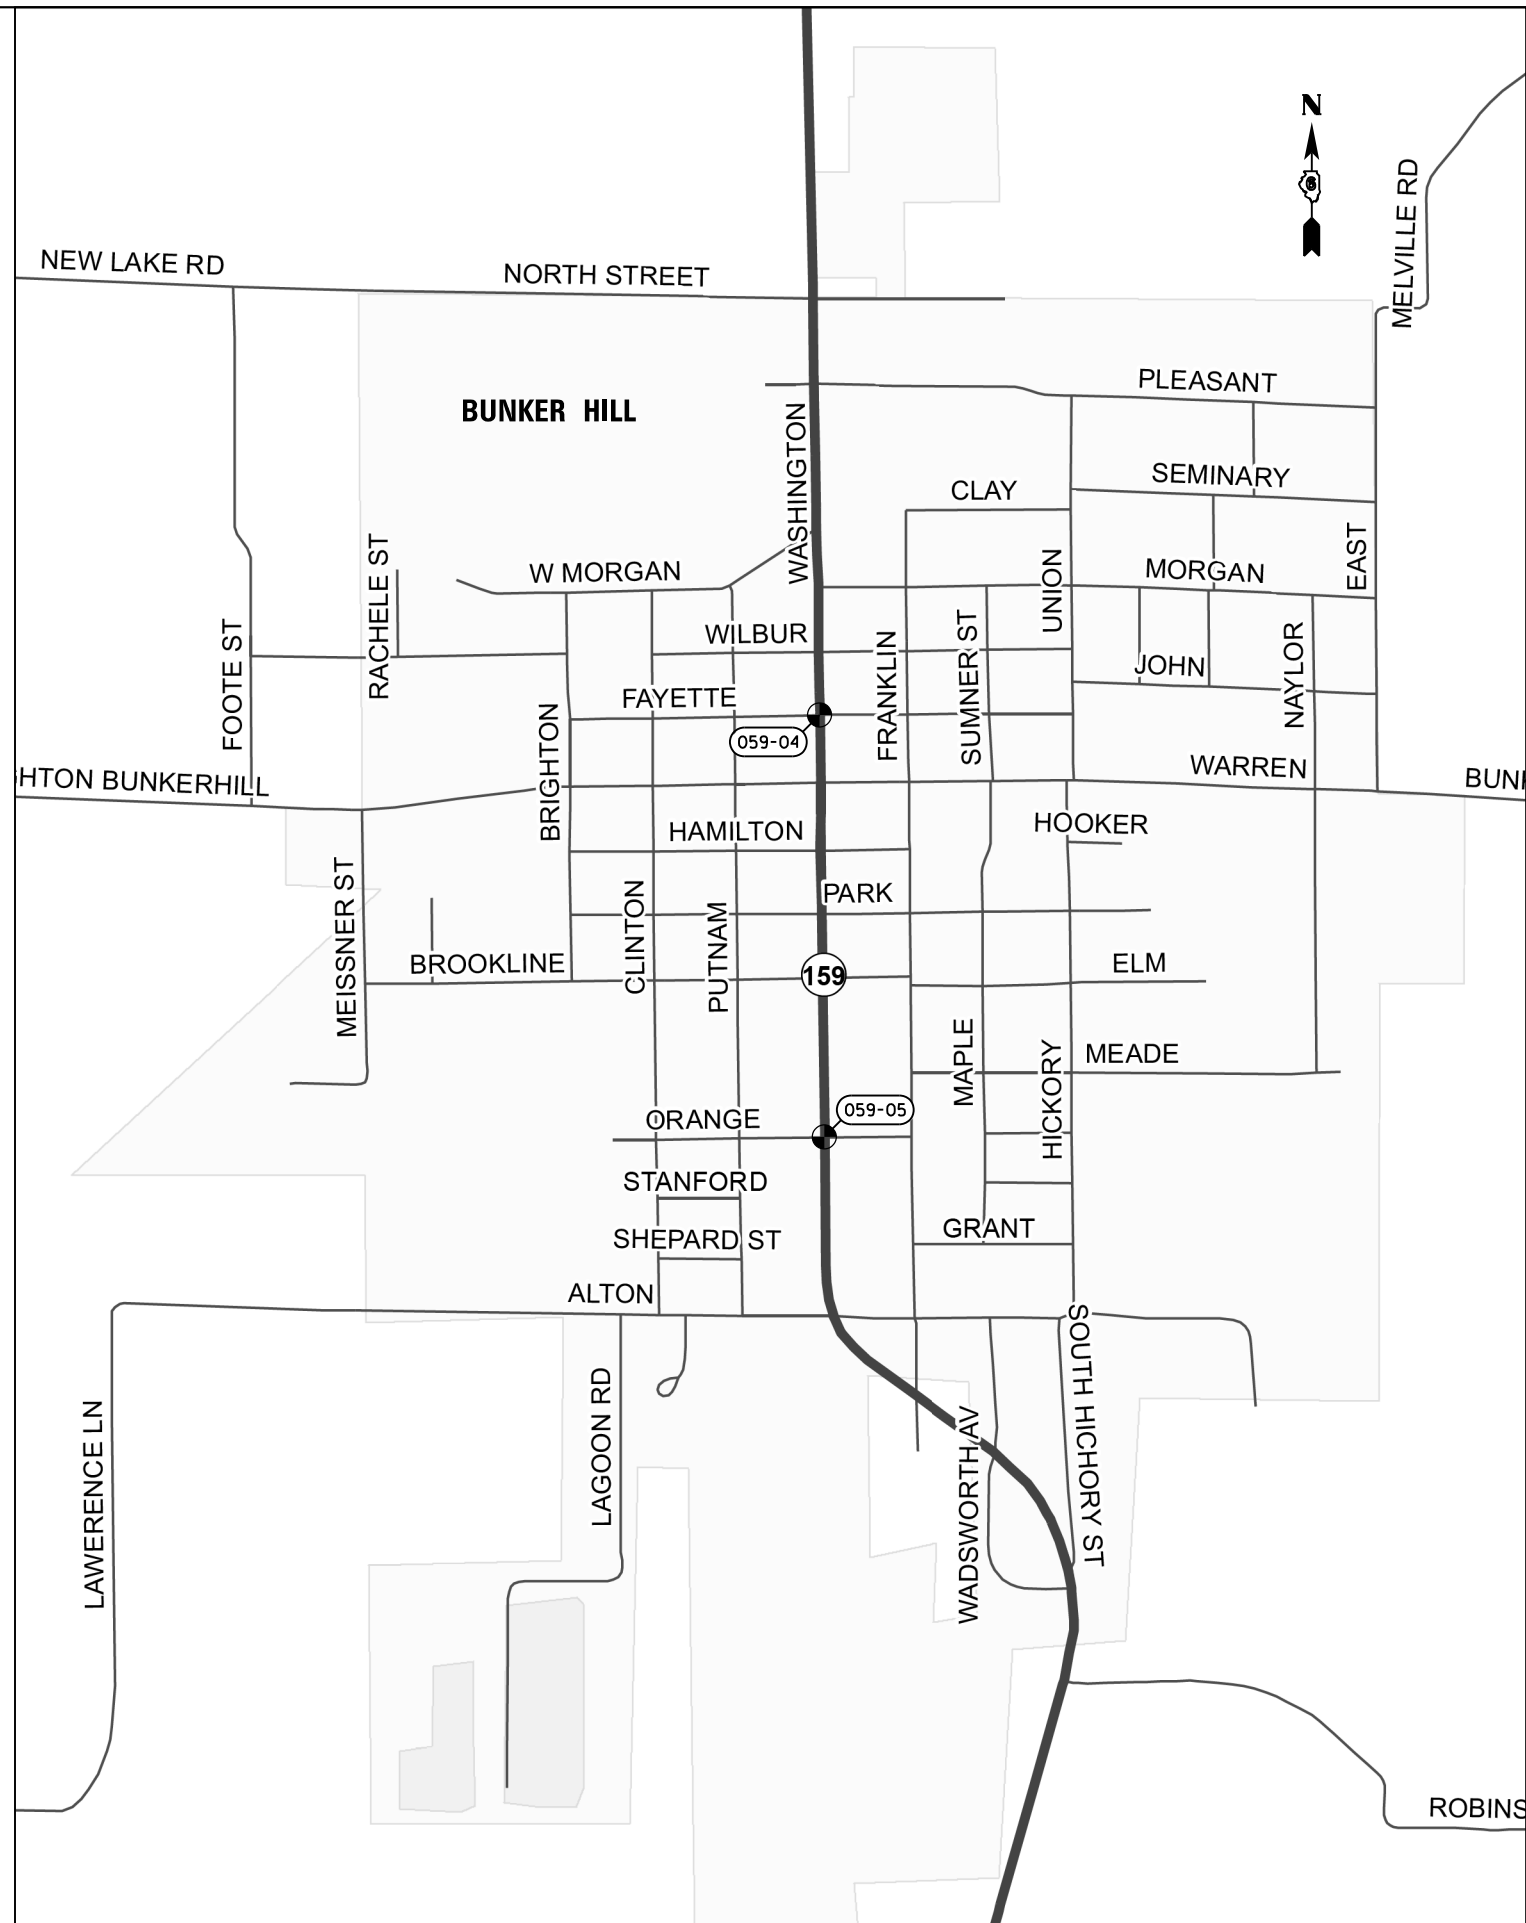 N
MELVILLE RD
NEW LAKE RD
NORTH STREET
PLEASANT
BUNKER HILL
WASHINGTON
SEMINARY
CLAY
EAST
RACHELE ST
W MORGAN
UNION
MORGAN
FOOTE ST
WILBUR
FRANKLIN
SUMNER ST
JOHN
NAYLOR
FAYETTE
059-04
BRIGHTON
WARREN
HTON BUNKERHILL
BUN
HAMILTON
HOOKER
MEISSNER ST
CLINTON
PUTNAM
PARK
BROOKLINE
159
ELM
MAPLE
HICKORY
MEADE
ORANGE
059-05
STANFORD
SHEPARD ST
GRANT
ALTON
SOUTH HICHORY ST
LAWERENCE LN
LAGOON RD
WADSWORTH AV
ROBINS